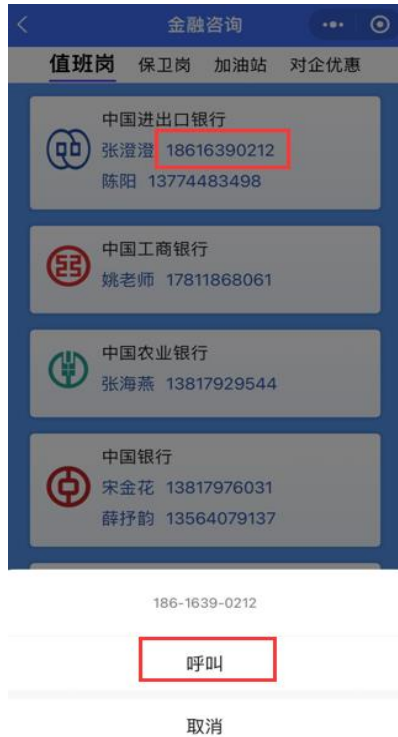 金融咨询
值班岗 保卫岗 加油站 对企优惠
中国进出口银行
张澄澄 18616390212
陈阳 13774483498
中国工商银行
姚老师 17811868061
中国农业银行
张海燕 13817929544
中国银行
宋金花 13817976031
薛抒韵 13564079137
186-1639-0212
呼叫
取消